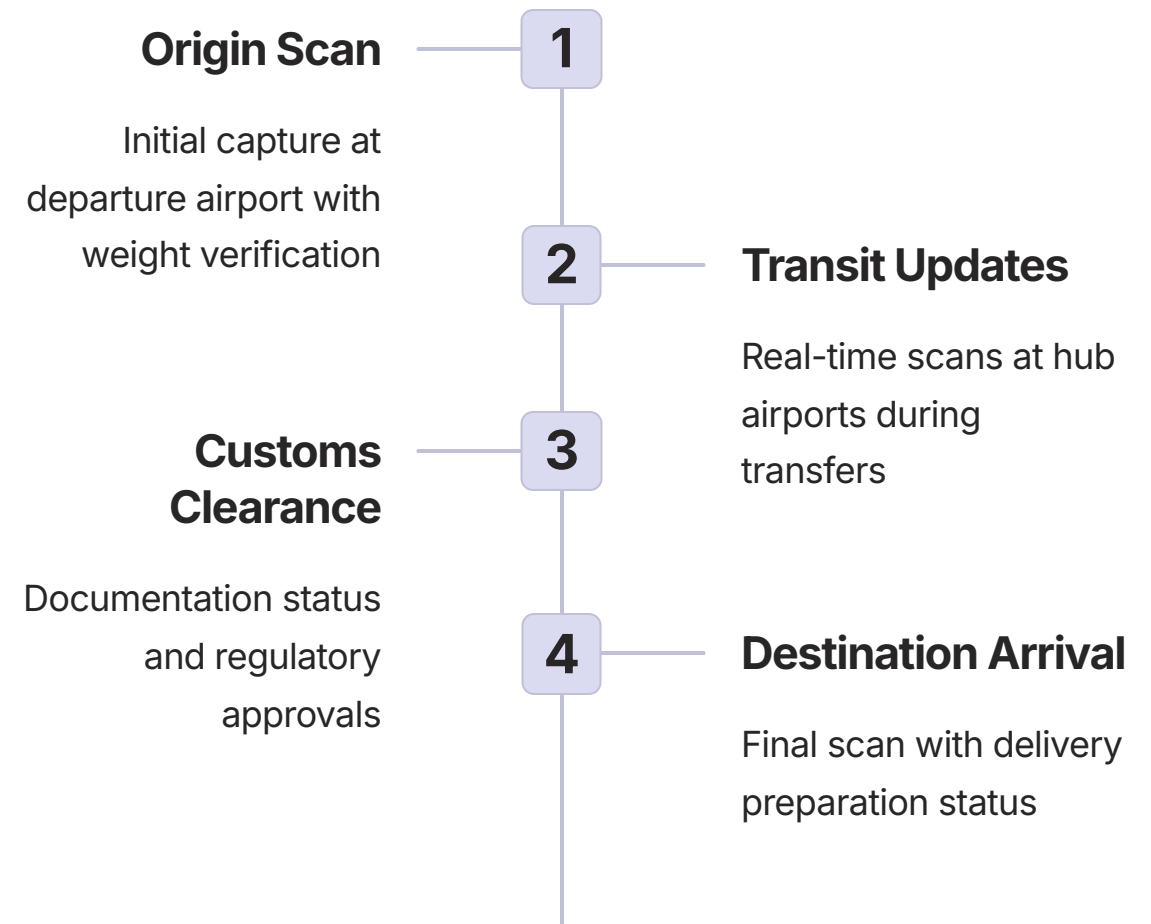 1
Origin Scan
Initial capture at
departure airport with
weight verification
2
Transit Updates
Real-time scans at hub
airports during
transfers
3
Customs
Clearance
Documentation status
and regulatory
approvals
4
Destination Arrival
Final scan with delivery
preparation status